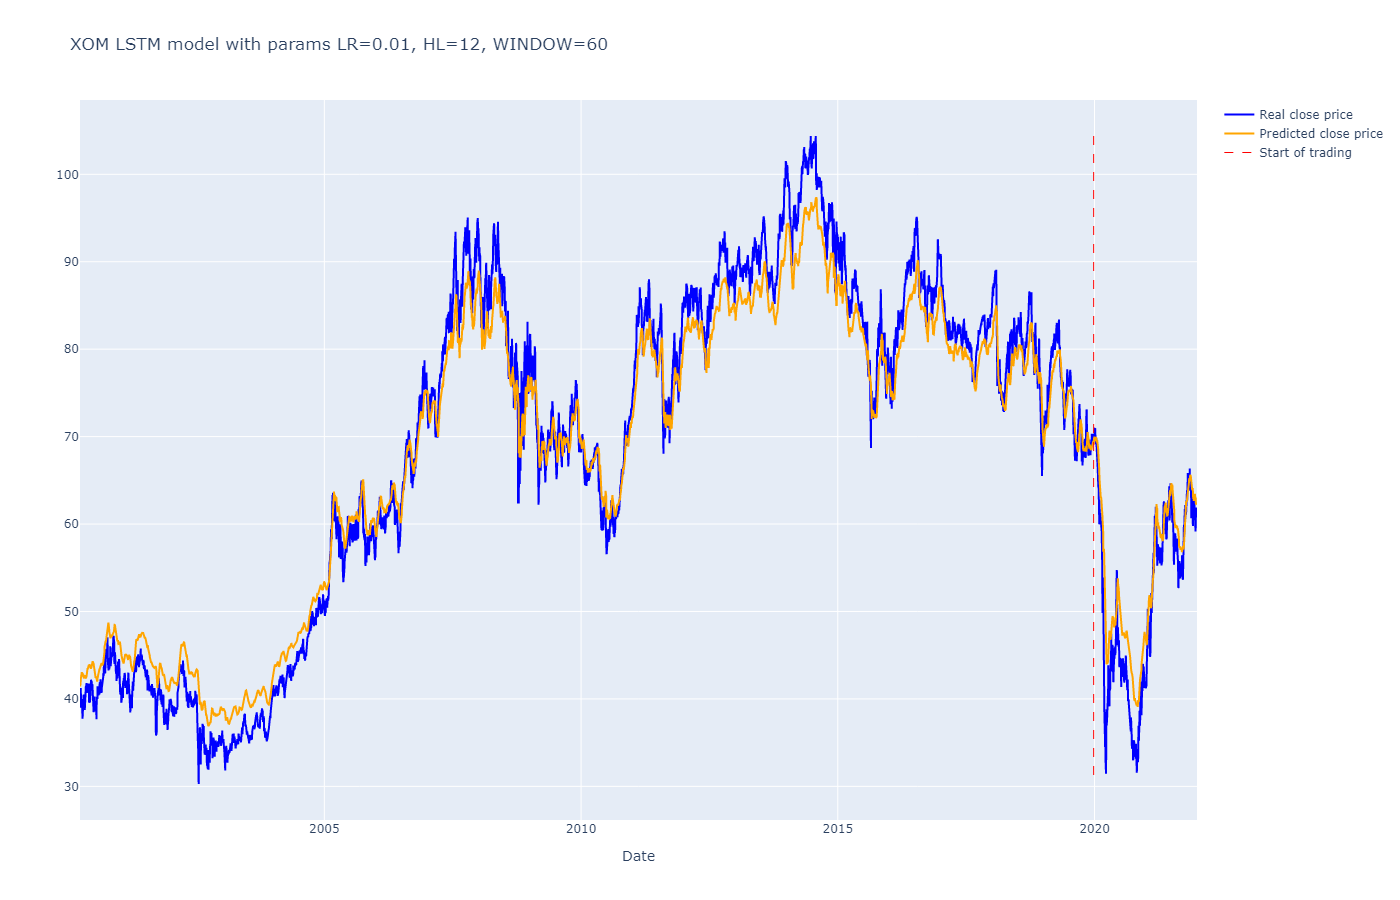 XOM LSTM model with params LR=0.01, HL=12, WINDOW=60
Real close price
Predicted close price
Start of trading
100
90
80
70
60
50
40
30
2005
2010
2015
2020
Date